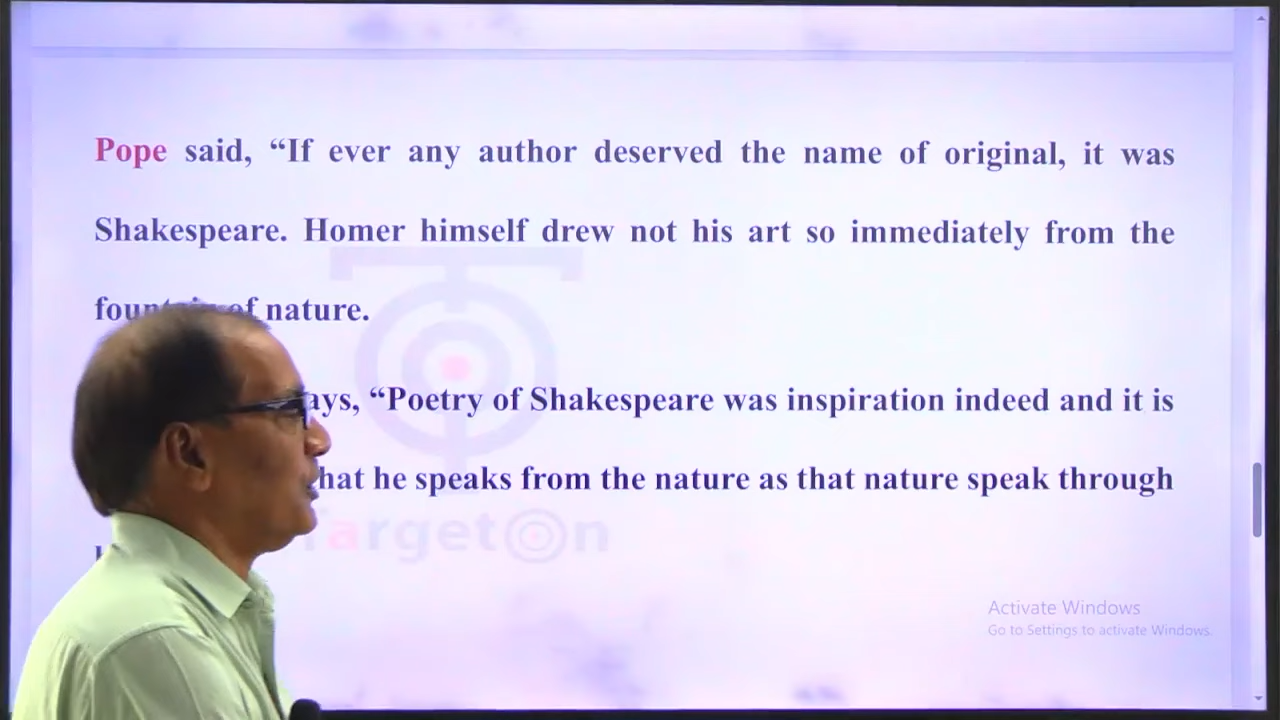 Pope said, “If ever any author deserved the name of original, it was
Shakespeare. Homer himself drew not his art so immediately from the
of nature.
“Poetry of Shakespeare was inspiration indeed and it is
he speaks from the nature as that nature speak through
TargetOn
Activate Windows
Go to Settings to activate Windows.